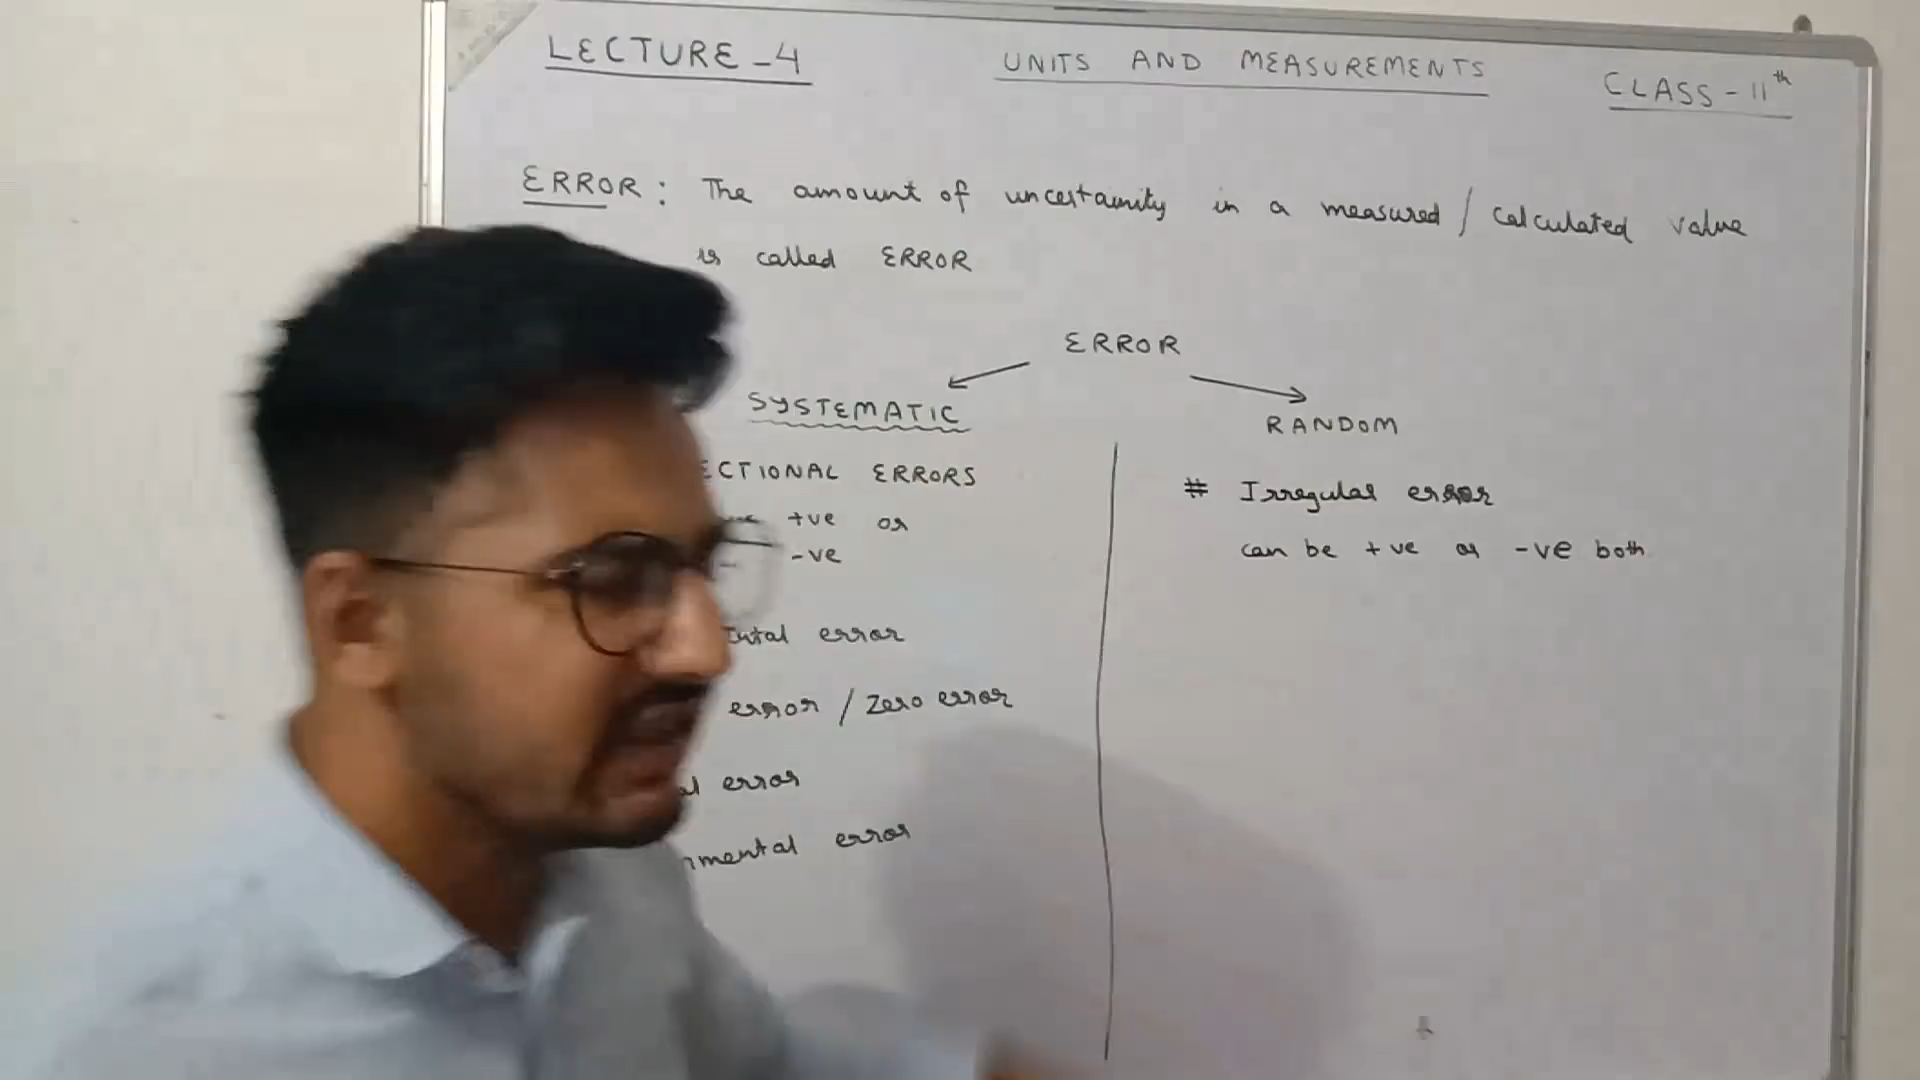 LECTURE - 4
UNITS AND MEASUREMENTS
CLASS - 11th
ERROR : The amount of uncertainity in a measured / calculated value
is called ERROR
ERROR
SYSTEMATIC
RANDOM
ECTIONAL ERRORS
+ve or
-ve
ental error
error / Zero error
al error
nmental error
# Irregular error
can be +ve or -ve both